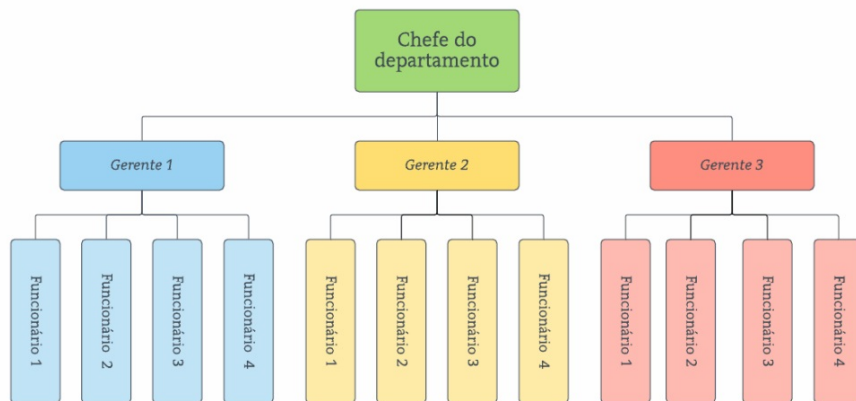 Chefe do
departamento
Gerente 1
Gerente 2
Gerente 3
Funcionário 1
Funcionário 2
Funcionário 3
Funcionário 4
Funcionário 1
Funcionário 2
Funcionário 3
Funcionário 4
Funcionário 1
Funcionário 2
Funcionário 3
Funcionário 4